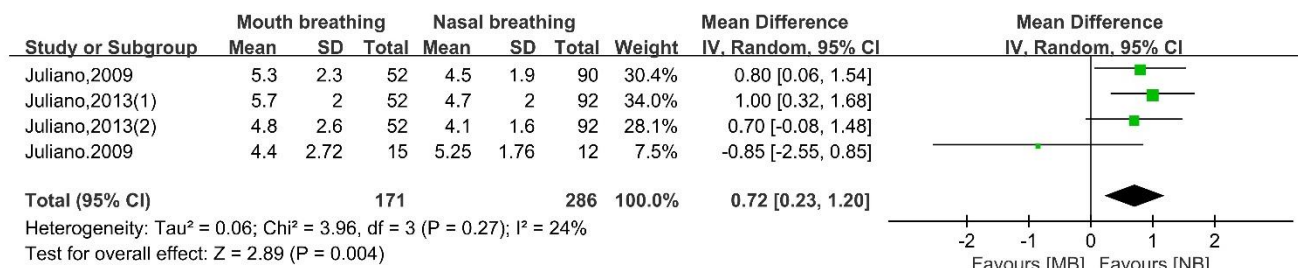 Mouth breathing Nasal breathing Mean Difference Mean Difference
Study or Subgroup Mean SD Total Mean SD Total Weight IV, Random, 95% CI IV, Random, 95% CI
Juliano,2009 5.3 2.3 52 4.5 1.9 90 30.4% 0.80 [0.06, 1.54]
Juliano,2013(1) 5.7 2 52 4.7 2 92 34.0% 1.00 [0.32, 1.68]
Juliano,2013(2) 4.8 2.6 52 4.1 1.6 92 28.1% 0.70 [-0.08, 1.48]
Juliano.2009 4.4 2.72 15 5.25 1.76 12 7.5% -0.85 [-2.55, 0.85]
Total (95% CI) 171 286 100.0% 0.72 [0.23, 1.20]
Heterogeneity: Tau² = 0.06; Chi² = 3.96, df = 3 (P = 0.27); I² = 24%
Test for overall effect: Z = 2.89 (P = 0.004)
-2 -1 0 1 2
Favours [MB] Favours [NB]